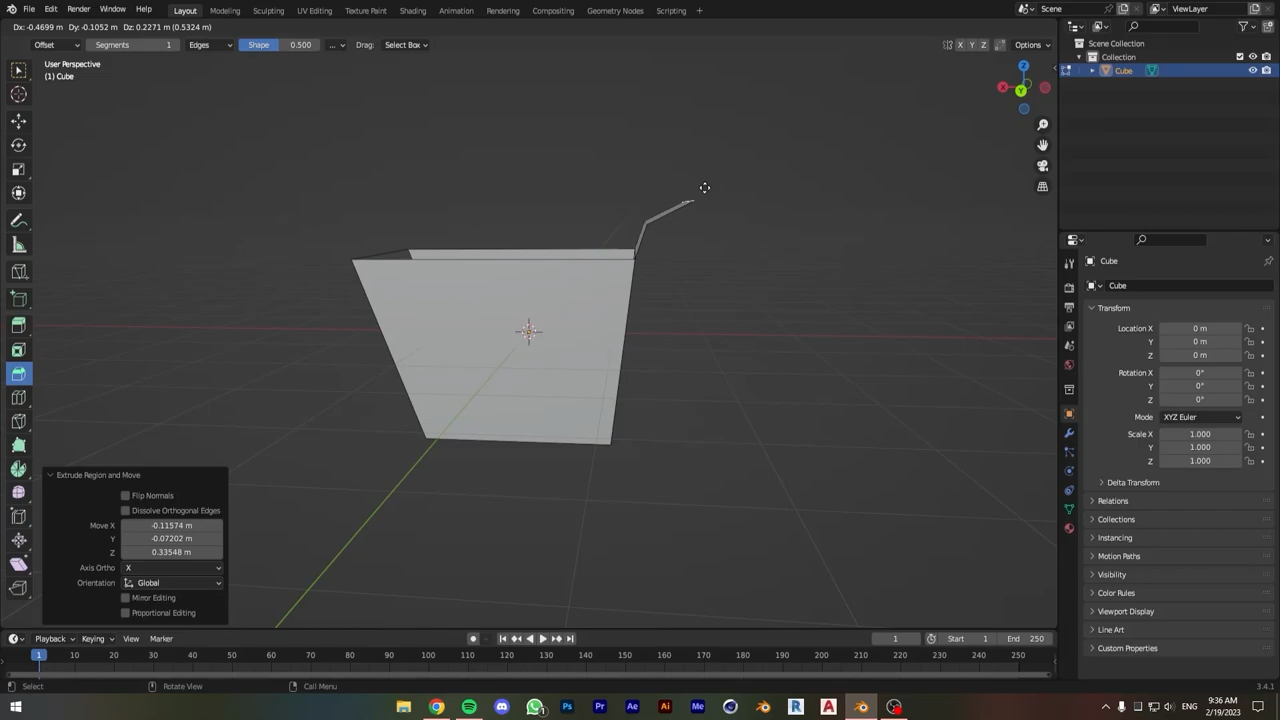 File Edit Render Window Help Layout Modeling Sculpting UV Editing Texture Paint Shading Animation Rendering Compositing Geometry Nodes Scripting + Scene ViewLayer
Dx: -0.4699 m Dy: -0.1052 m Dz: 0.2271 m (0.5324 m)
Offset Segments 1 Edges Shape 0.500 ... Drag: Select Box X Y Z Options
User Perspective
(1) Cube
Scene Collection
Collection
Cube
Z
X
Y
Cube
Cube
Transform
Location X 0 m
Y 0 m
Z 0 m
Rotation X 0°
Y 0°
Z 0°
Mode XYZ Euler
Scale X 1.000
Y 1.000
Z 1.000
Delta Transform
Relations
Collections
Instancing
Motion Paths
Visibility
Viewport Display
Line Art
Custom Properties
Extrude Region and Move
Flip Normals
Dissolve Orthogonal Edges
Move X -0.11574 m
Y -0.07202 m
Z 0.33548 m
Axis Ortho X
Orientation Global
Mirror Editing
Proportional Editing
Playback Keying View Marker 1 Start 1 End 250
1 10 20 30 40 50 60 70 80 90 100 110 120 130 140 150 160 170 180 190 200 210 220 230 240 250
Select Rotate View Call Menu 3.4.1
ENG 9:36 AM
2/19/2023